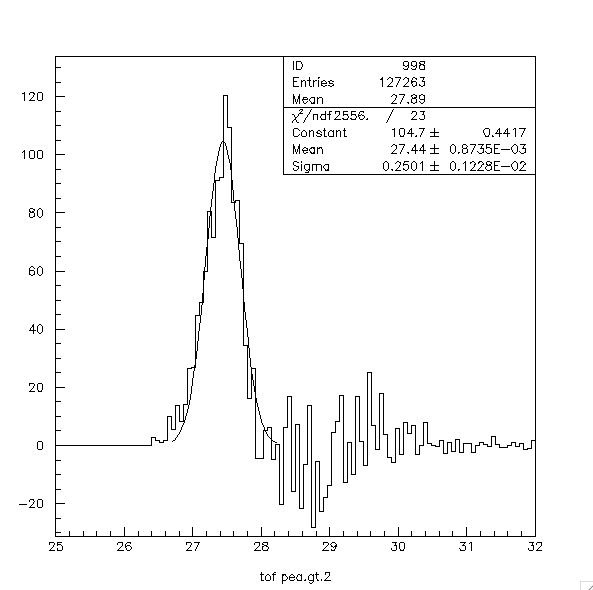 ID 998
Entries 127263
Mean 27.89
χ²/ndf2556. / 23
Constant 104.7 ± 0.4417
Mean 27.44 ± 0.8735E−03
Sigma 0.2501 ± 0.1228E−02
120
100
80
60
40
20
0
−20
25 26 27 28 29 30 31 32
tof pea.gt.2